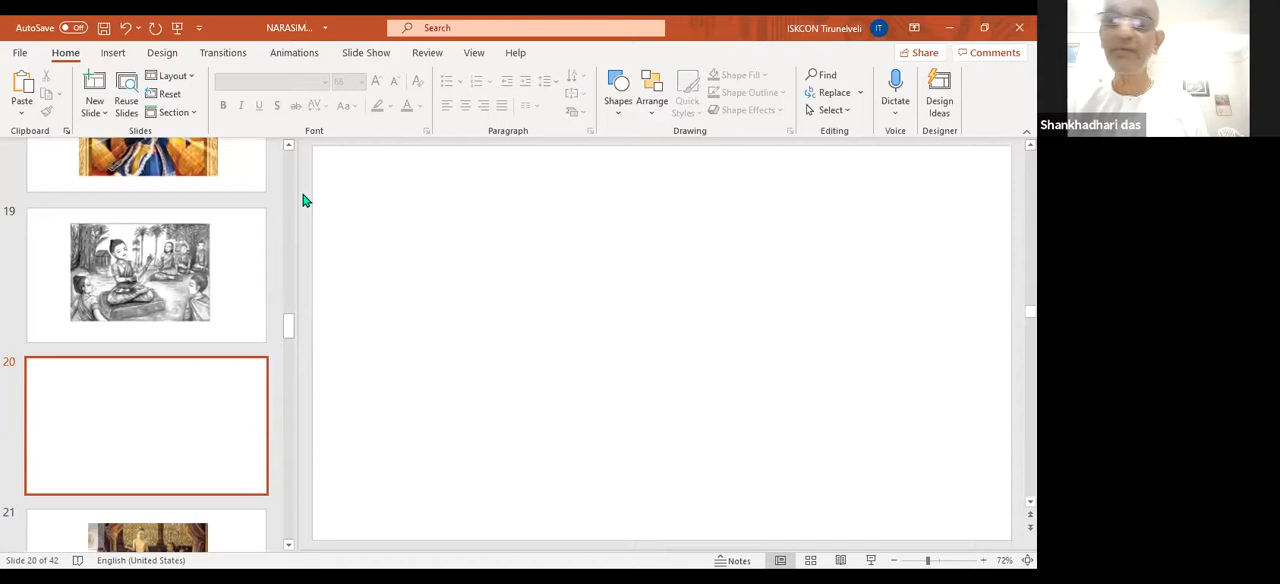 AutoSave Off NARASIM... Search ISKCON Tirunelveli IT
File Home Insert Design Transitions Animations Slide Show Review View Help Share Comments
Paste New Slide Reuse Slides Layout Reset Section 66 Shapes Arrange Quick Styles Shape Fill Shape Outline Shape Effects Find Replace Select Dictate Design Ideas
Clipboard Slides Font Paragraph Drawing Editing Voice Designer
Shankhadhari das
19
20
21
Slide 20 of 42 English (United States) Notes 72%